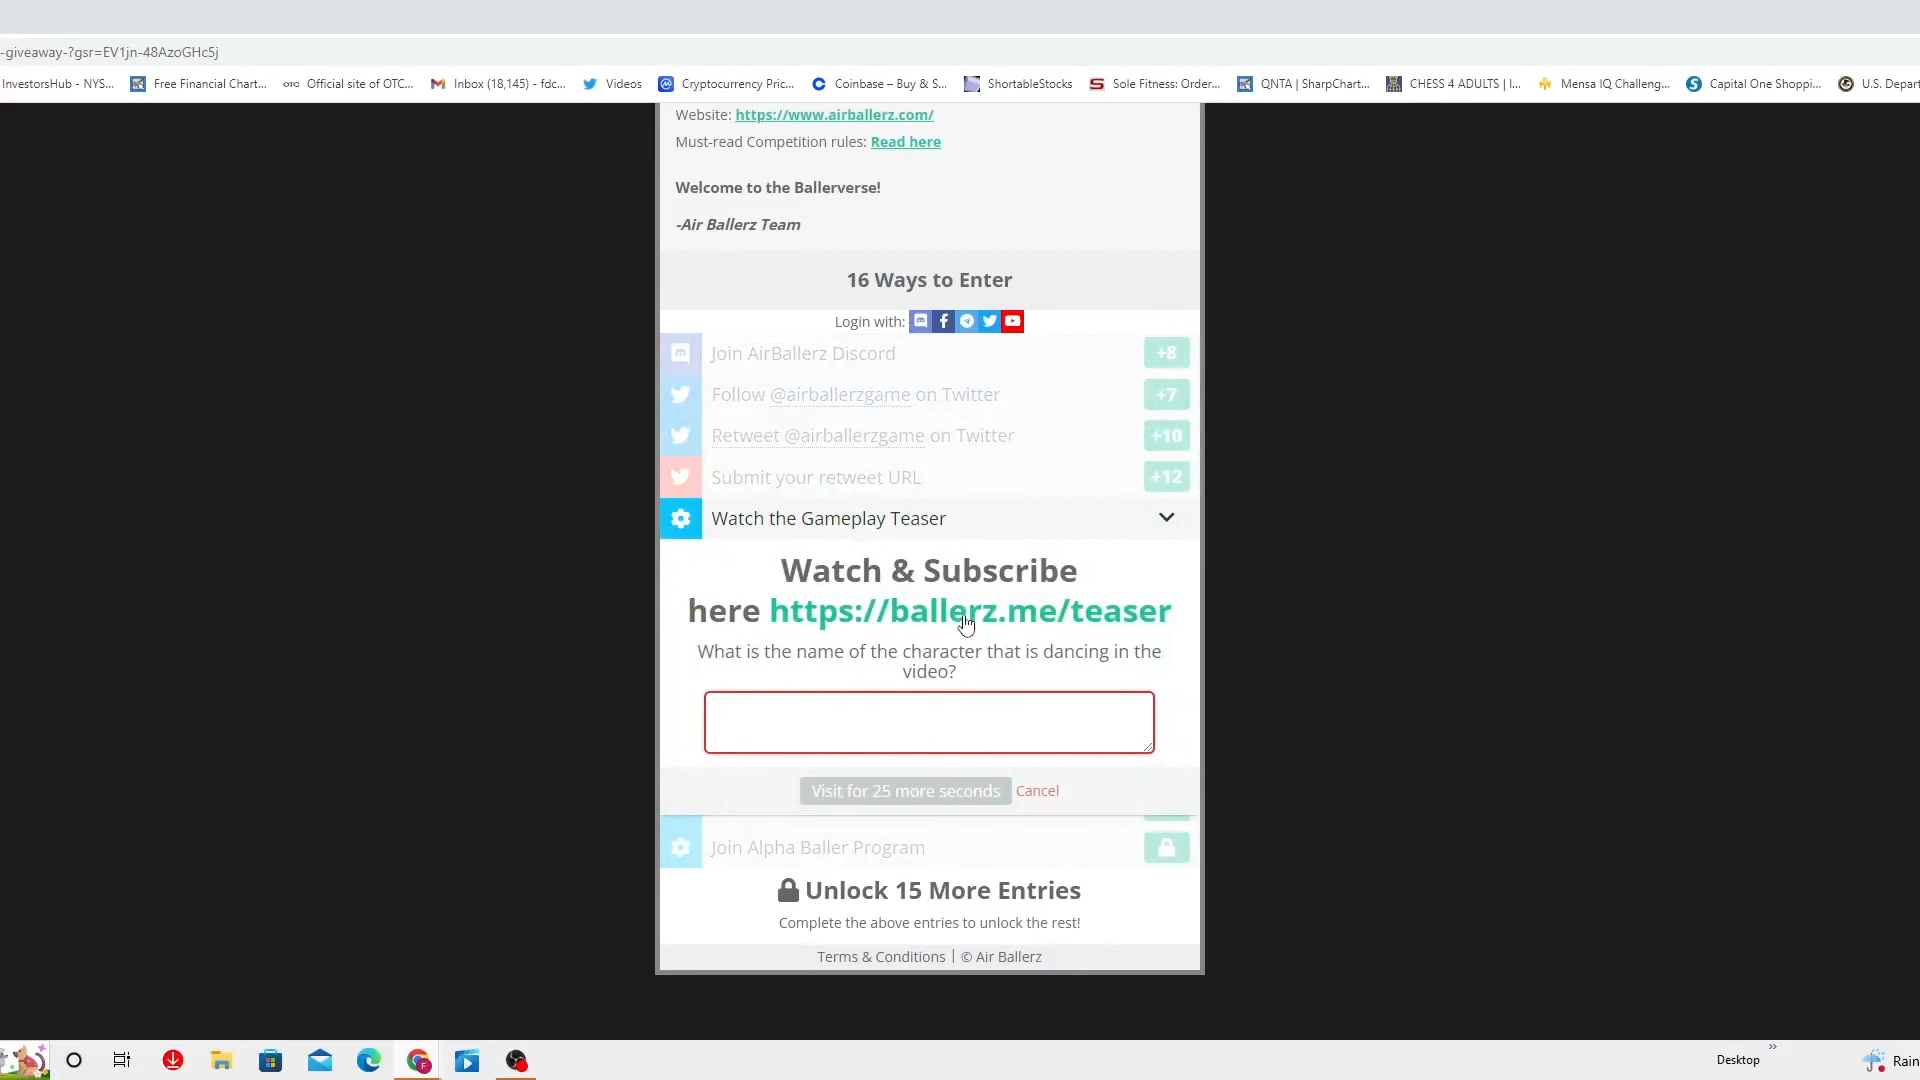 -giveaway-?gsr=EV1jn-48AzoGHc5j
InvestorsHub - NYS... Free Financial Chart... OTC Official site of OTC... Inbox (18,145) - fdc... Videos Cryptocurrency Pric... Coinbase – Buy & S... ShortableStocks Sole Fitness: Order... QNTA | SharpChart... CHESS 4 ADULTS | I... Mensa IQ Challeng... Capital One Shoppi... U.S. Depart
Website: https://www.airballerz.com/
Must-read Competition rules: Read here
Welcome to the Ballerverse!
-Air Ballerz Team
16 Ways to Enter
Login with:
Join AirBallerz Discord +8
Follow @airballerzgame on Twitter +7
Retweet @airballerzgame on Twitter +10
Submit your retweet URL +12
Watch the Gameplay Teaser
Watch & Subscribe
here https://ballerz.me/teaser
What is the name of the character that is dancing in the
video?
Visit for 25 more seconds Cancel
Join Alpha Baller Program
Unlock 15 More Entries
Complete the above entries to unlock the rest!
Terms & Conditions | © Air Ballerz
Desktop
Rain